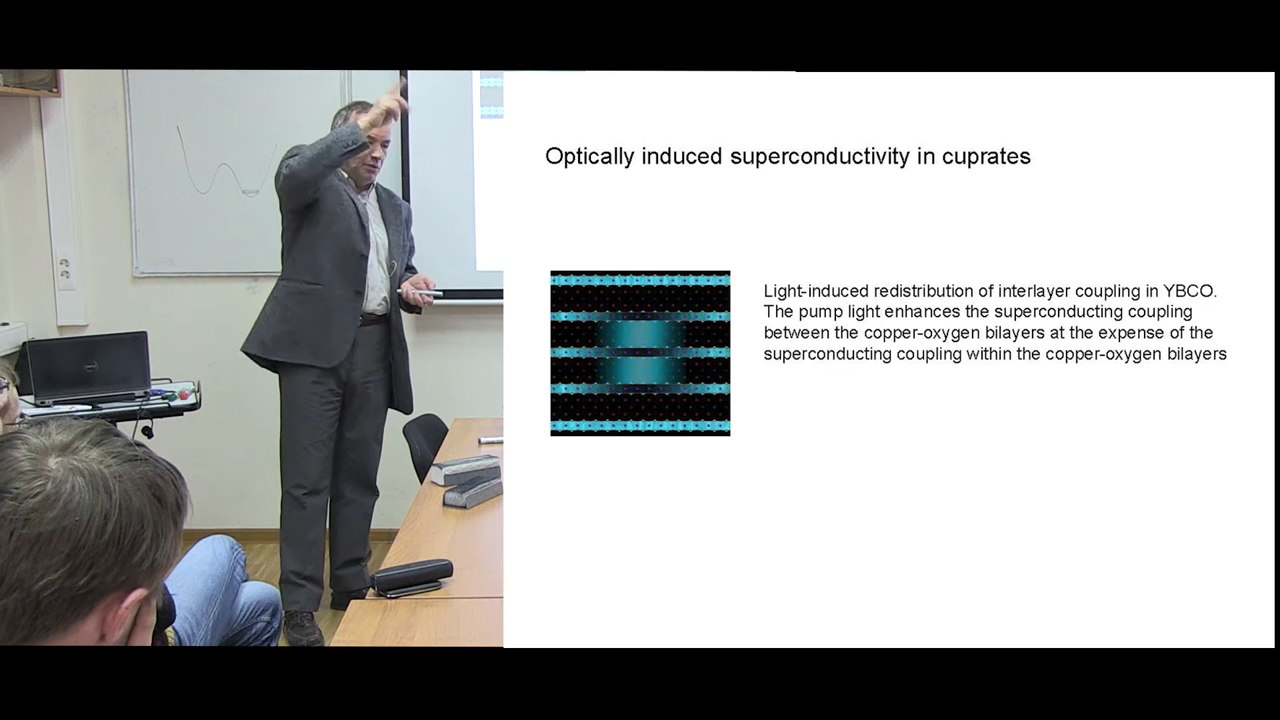 Optically induced superconductivity in cuprates
Light-induced redistribution of interlayer coupling in YBCO.
The pump light enhances the superconducting coupling
between the copper-oxygen bilayers at the expense of the
superconducting coupling within the copper-oxygen bilayers